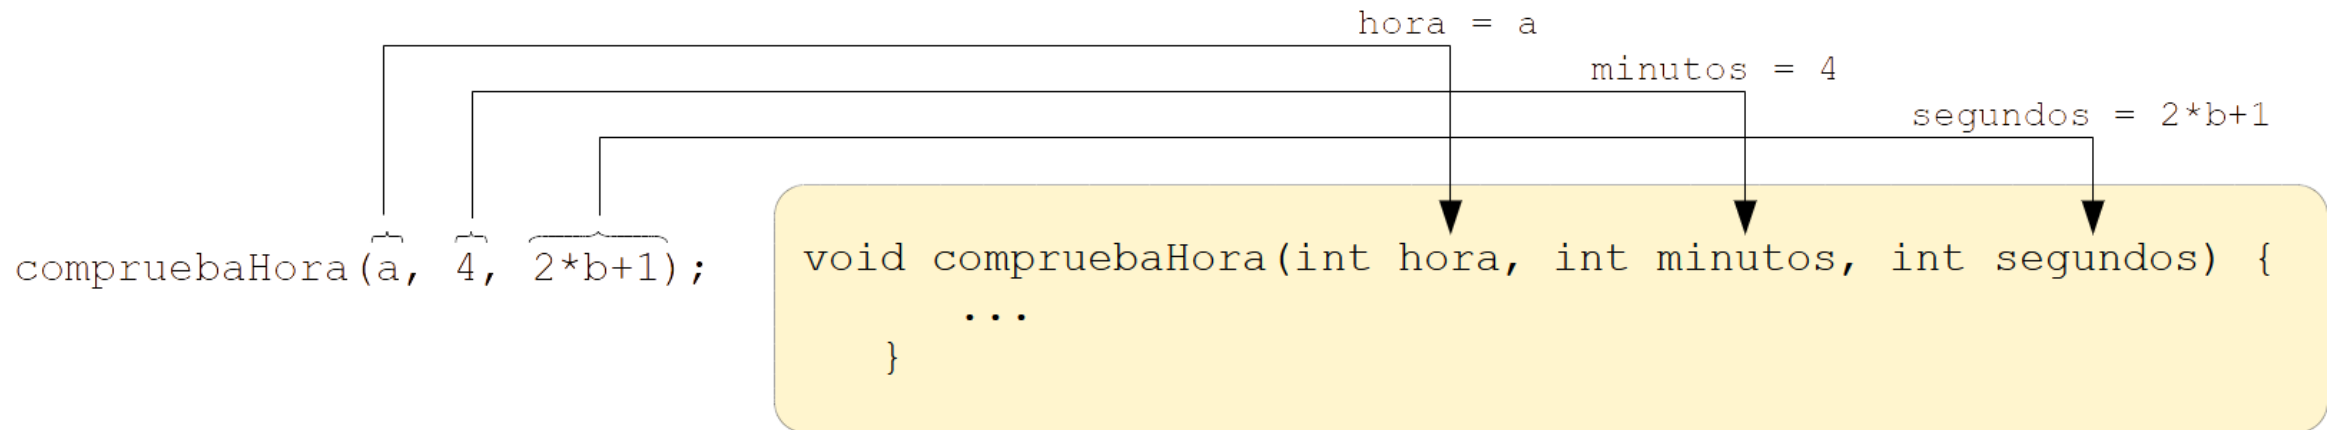 hora = a
minutos = 4
segundos = 2*b+1
compruebaHora(a, 4, 2*b+1);
void compruebaHora(int hora, int minutos, int segundos) {
...
}